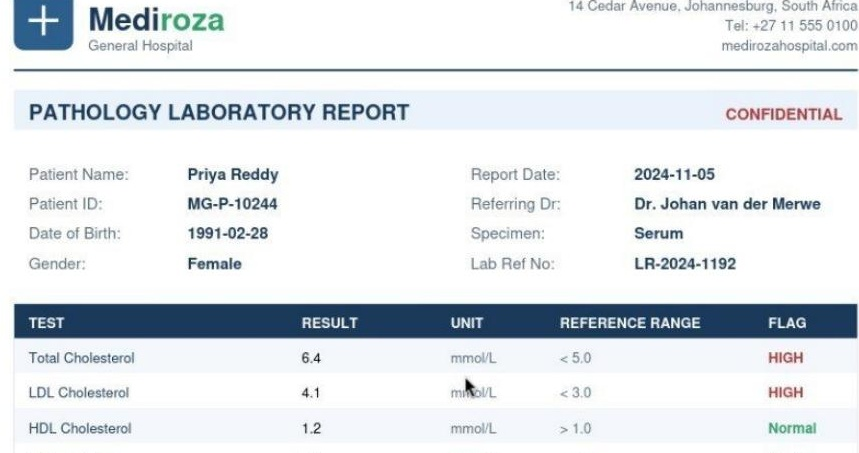 Mediroza
General Hospital
14 Cedar Avenue, Johannesburg, South Africa
Tel: +27 11 555 0100
medirozahospital.com
PATHOLOGY LABORATORY REPORT CONFIDENTIAL
Patient Name: Priya Reddy Report Date: 2024-11-05
Patient ID: MG-P-10244 Referring Dr: Dr. Johan van der Merwe
Date of Birth: 1991-02-28 Specimen: Serum
Gender: Female Lab Ref No: LR-2024-1192
TEST RESULT UNIT REFERENCE RANGE FLAG
Total Cholesterol 6.4 mmol/L < 5.0 HIGH
LDL Cholesterol 4.1 mmol/L < 3.0 HIGH
HDL Cholesterol 1.2 mmol/L > 1.0 Normal